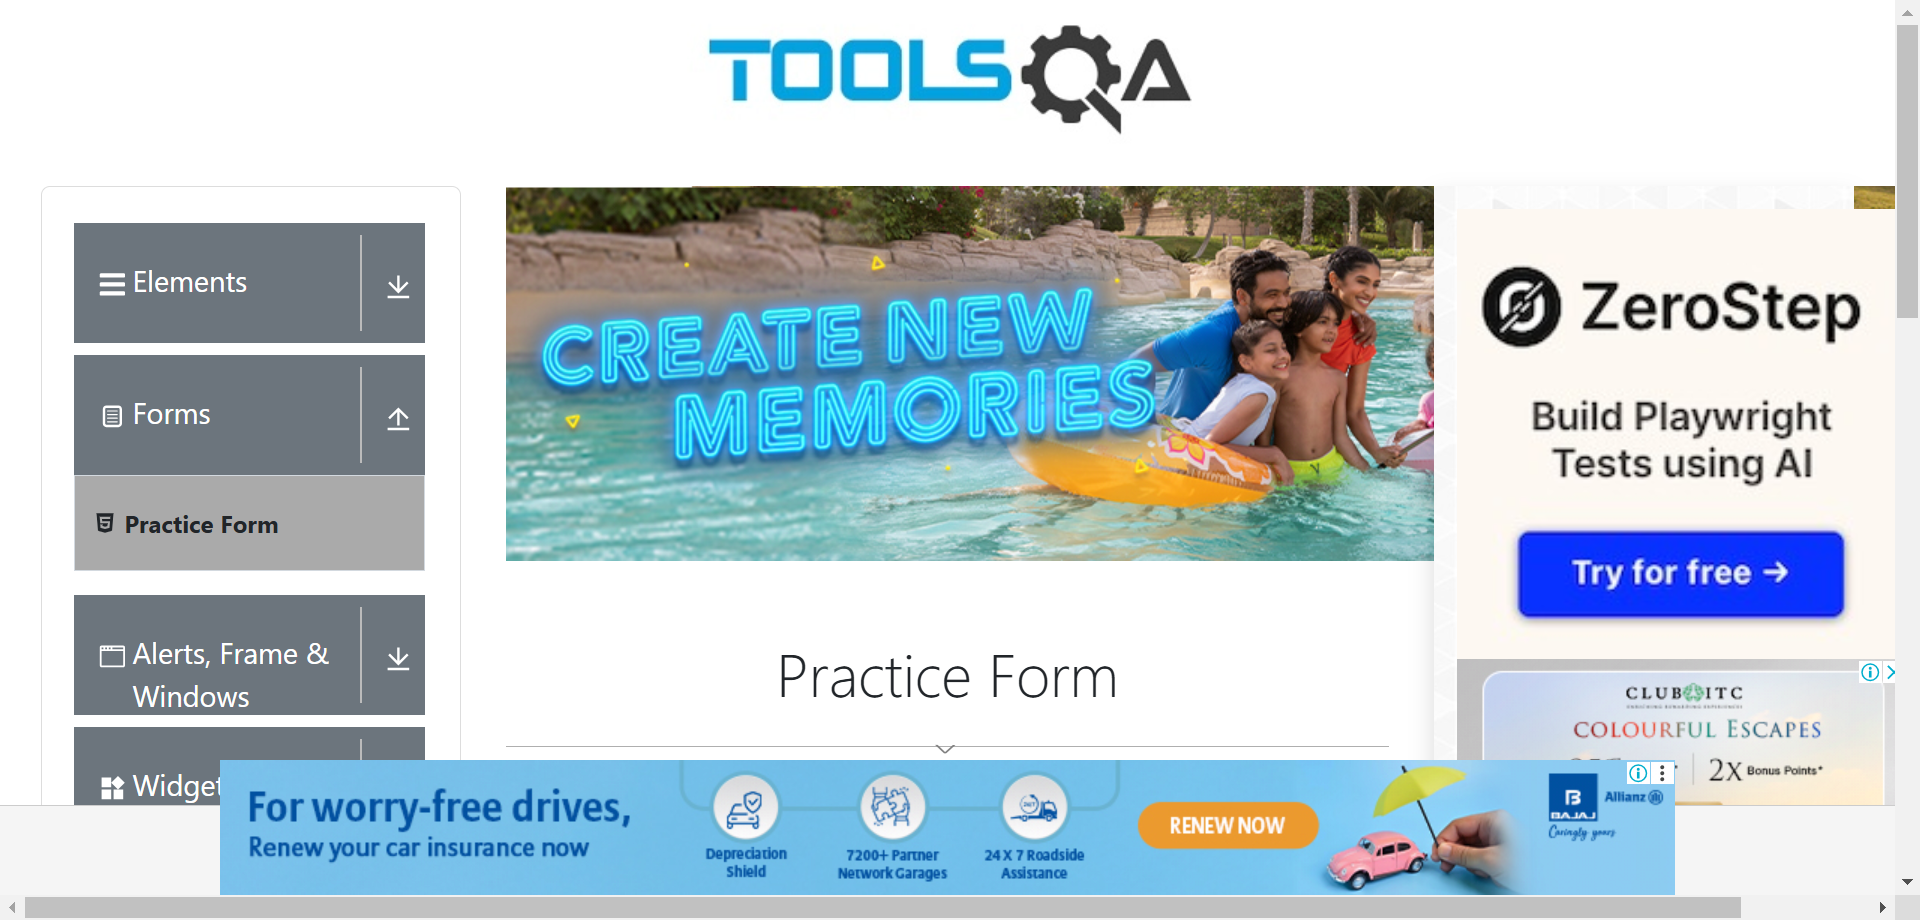 TOOLSQA
Elements
Forms
Practice Form
Alerts, Frame &
Windows
CREATE NEW
MEMORIES
Practice Form
ZeroStep
Build Playwright
Tests using AI
Try for free →
CLUB ITC
COLOURFUL ESCAPES
2X Bonus Points*
For worry-free drives,
Renew your car insurance now
Depreciation
Shield
7200+ Partner
Network Garages
24 X 7 Roadside
Assistance
RENEW NOW
B
BAJAJ
Allianz
Caringly yours